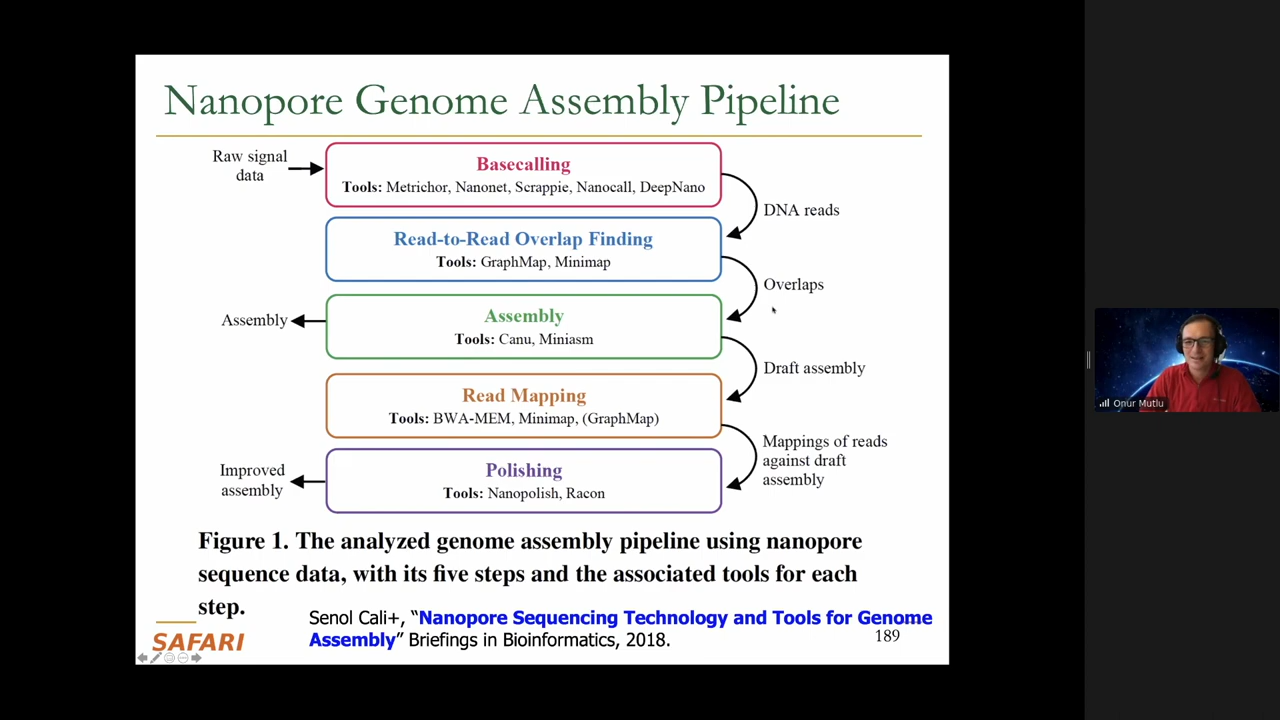 Nanopore Genome Assembly Pipeline
Raw signal
data
Basecalling
Tools: Metrichor, Nanonet, Scrappie, Nanocall, DeepNano
DNA reads
Read-to-Read Overlap Finding
Tools: GraphMap, Minimap
Overlaps
Assembly
Assembly
Tools: Canu, Miniasm
Draft assembly
Read Mapping
Tools: BWA-MEM, Minimap, (GraphMap)
Mappings of reads
against draft
assembly
Improved
assembly
Polishing
Tools: Nanopolish, Racon
Figure 1. The analyzed genome assembly pipeline using nanopore
sequence data, with its five steps and the associated tools for each
step.
Senol Cali+, “Nanopore Sequencing Technology and Tools for Genome
Assembly” Briefings in Bioinformatics, 2018.
189
SAFARI
Onur Mutlu